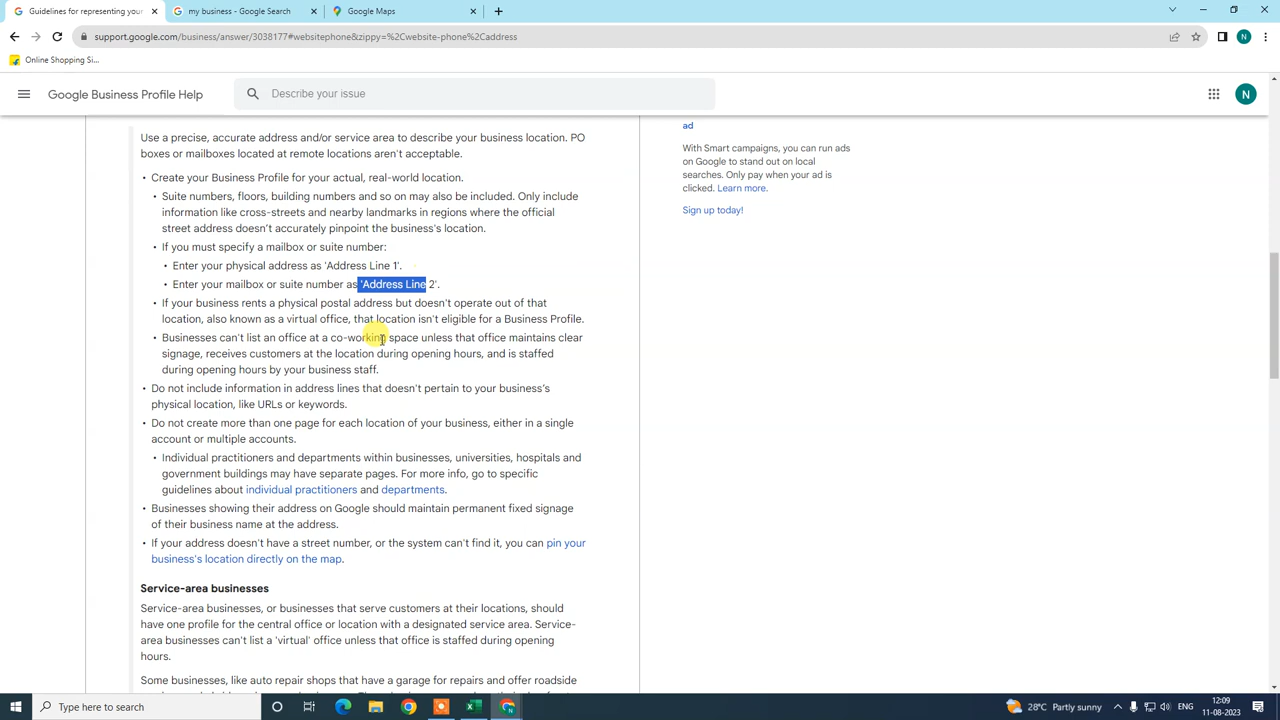 Guidelines for representing your
my business - Google Search
Google Maps
support.google.com/business/answer/3038177#websitephone&zippy=%2Cwebsite-phone%2Caddress
N
Online Shopping Si...
Google Business Profile Help
Describe your issue
N
Use a precise, accurate address and/or service area to describe your business location. PO
boxes or mailboxes located at remote locations aren't acceptable.
• Create your Business Profile for your actual, real-world location.
• Suite numbers, floors, building numbers and so on may also be included. Only include
information like cross-streets and nearby landmarks in regions where the official
street address doesn't accurately pinpoint the business's location.
• If you must specify a mailbox or suite number:
• Enter your physical address as 'Address Line 1'.
• Enter your mailbox or suite number as 'Address Line 2'.
• If your business rents a physical postal address but doesn't operate out of that
location, also known as a virtual office, that location isn't eligible for a Business Profile.
• Businesses can't list an office at a co-working space unless that office maintains clear
signage, receives customers at the location during opening hours, and is staffed
during opening hours by your business staff.
• Do not include information in address lines that doesn't pertain to your business's
physical location, like URLs or keywords.
• Do not create more than one page for each location of your business, either in a single
account or multiple accounts.
• Individual practitioners and departments within businesses, universities, hospitals and
government buildings may have separate pages. For more info, go to specific
guidelines about individual practitioners and departments.
• Businesses showing their address on Google should maintain permanent fixed signage
of their business name at the address.
• If your address doesn't have a street number, or the system can't find it, you can pin your
business's location directly on the map.
Service-area businesses
Service-area businesses, or businesses that serve customers at their locations, should
have one profile for the central office or location with a designated service area. Service-
area businesses can't list a 'virtual' office unless that office is staffed during opening
hours.
Some businesses, like auto repair shops that have a garage for repairs and offer roadside
ad
With Smart campaigns, you can run ads
on Google to stand out on local
searches. Only pay when your ad is
clicked. Learn more.
Sign up today!
Type here to search
28°C Partly sunny
ENG
12:09
11-08-2023